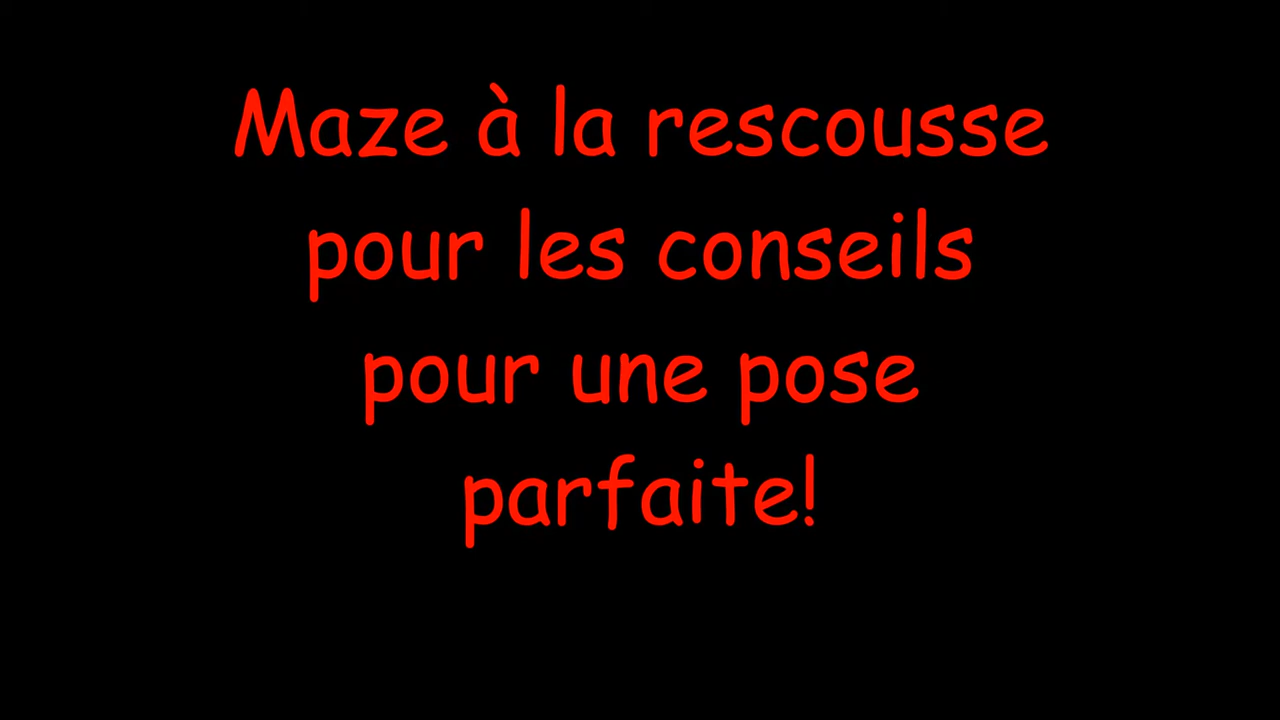 Maze à la rescousse
pour les conseils
pour une pose
parfaite!